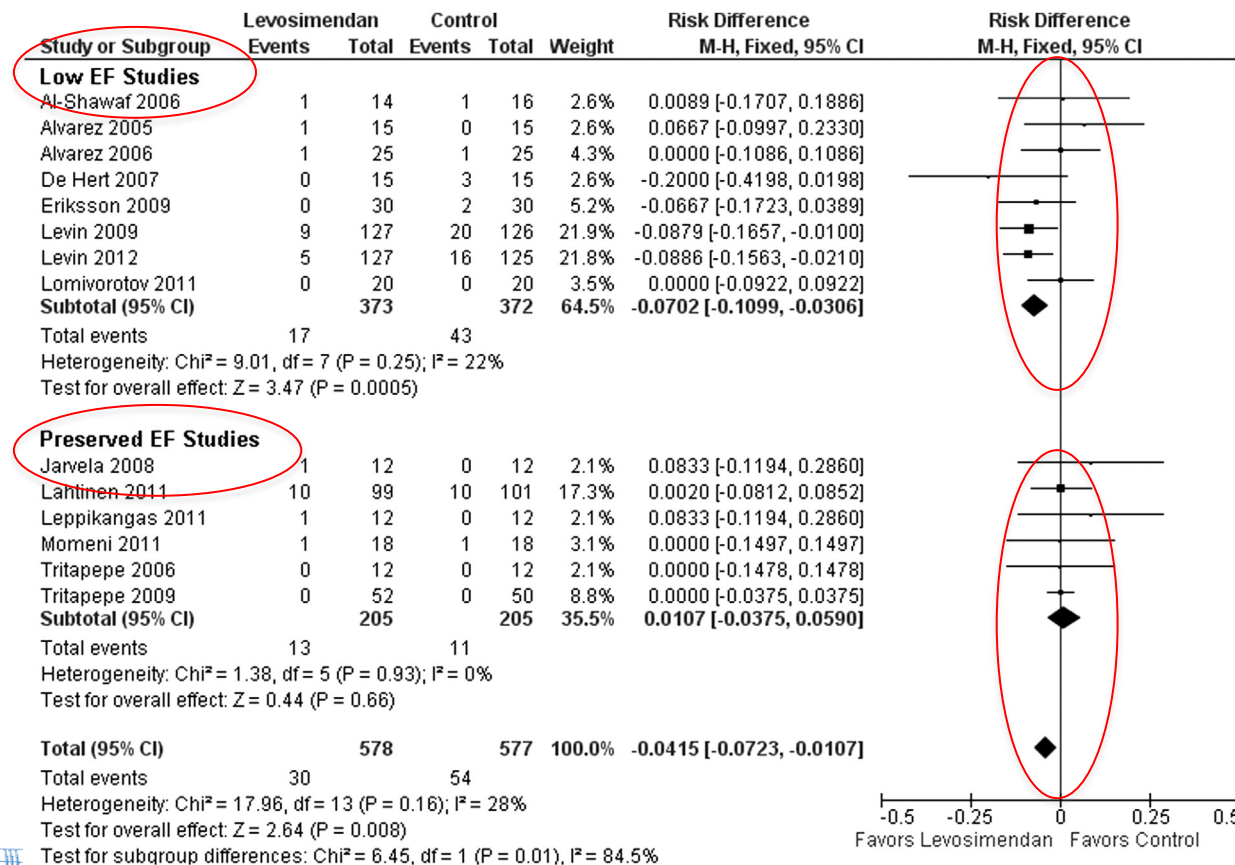 Levosimendan Control Risk Difference Risk Difference
Study or Subgroup Events Total Events Total Weight M-H, Fixed, 95% CI M-H, Fixed, 95% CI
Low EF Studies
Al-Shawaf 2006 1 14 1 16 2.6% 0.0089 [-0.1707, 0.1886]
Alvarez 2005 1 15 0 15 2.6% 0.0667 [-0.0997, 0.2330]
Alvarez 2006 1 25 1 25 4.3% 0.0000 [-0.1086, 0.1086]
De Hert 2007 0 15 3 15 2.6% -0.2000 [-0.4198, 0.0198]
Eriksson 2009 0 30 2 30 5.2% -0.0667 [-0.1723, 0.0389]
Levin 2009 9 127 20 126 21.9% -0.0879 [-0.1657, -0.0100]
Levin 2012 5 127 16 125 21.8% -0.0886 [-0.1563, -0.0210]
Lomivorotov 2011 0 20 0 20 3.5% 0.0000 [-0.0922, 0.0922]
Subtotal (95% CI) 373 372 64.5% -0.0702 [-0.1099, -0.0306]
Total events 17 43
Heterogeneity: Chi² = 9.01, df = 7 (P = 0.25); I² = 22%
Test for overall effect: Z = 3.47 (P = 0.0005)
Preserved EF Studies
Jarvela 2008 1 12 0 12 2.1% 0.0833 [-0.1194, 0.2860]
Lahtinen 2011 10 99 10 101 17.3% 0.0020 [-0.0812, 0.0852]
Leppikangas 2011 1 12 0 12 2.1% 0.0833 [-0.1194, 0.2860]
Momeni 2011 1 18 1 18 3.1% 0.0000 [-0.1497, 0.1497]
Tritapepe 2006 0 12 0 12 2.1% 0.0000 [-0.1478, 0.1478]
Tritapepe 2009 0 52 0 50 8.8% 0.0000 [-0.0375, 0.0375]
Subtotal (95% CI) 205 205 35.5% 0.0107 [-0.0375, 0.0590]
Total events 13 11
Heterogeneity: Chi² = 1.38, df = 5 (P = 0.93); I² = 0%
Test for overall effect: Z = 0.44 (P = 0.66)
Total (95% CI) 578 577 100.0% -0.0415 [-0.0723, -0.0107]
Total events 30 54
Heterogeneity: Chi² = 17.96, df = 13 (P = 0.16); I² = 28%
Test for overall effect: Z = 2.64 (P = 0.008)
Test for subgroup differences: Chi² = 6.45, df = 1 (P = 0.01), I² = 84.5%
-0.5 -0.25 0 0.25 0.5
Favors Levosimendan Favors Control